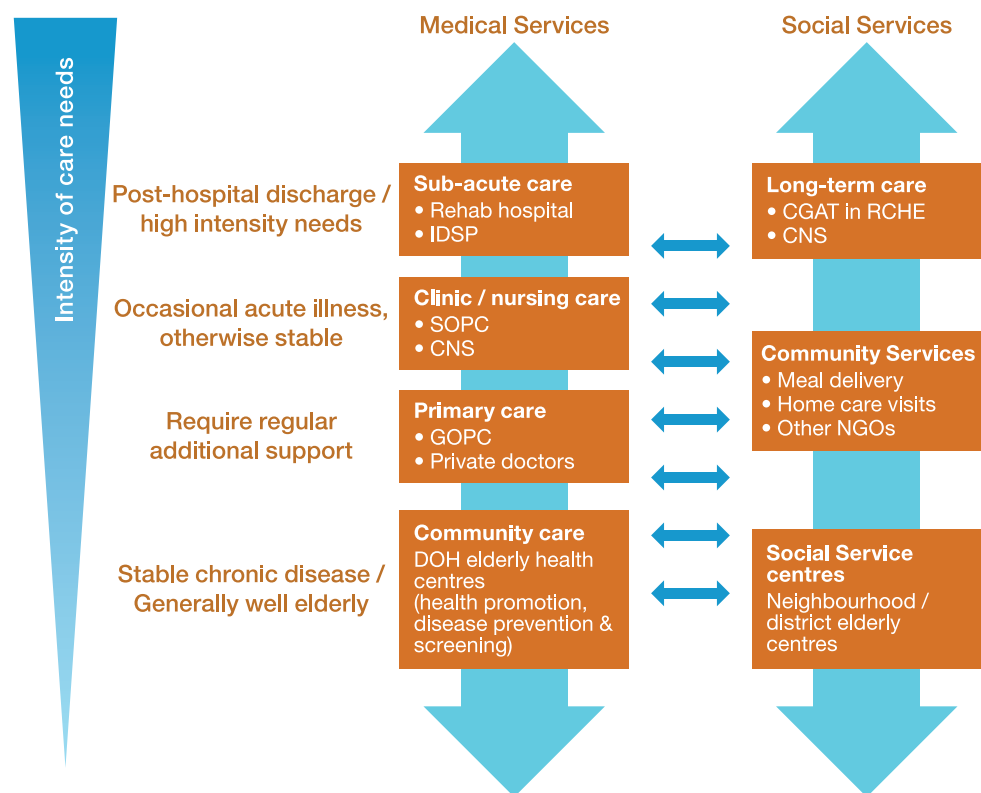 Medical Services
Social Services
Intensity of care needs
Post-hospital discharge /
high intensity needs
Sub-acute care
• Rehab hospital
• IDSP
Long-term care
• CGAT in RCHE
• CNS
Occasional acute illness,
otherwise stable
Clinic / nursing care
• SOPC
• CNS
Community Services
• Meal delivery
• Home care visits
• Other NGOs
Require regular
additional support
Primary care
• GOPC
• Private doctors
Stable chronic disease /
Generally well elderly
Community care
DOH elderly health
centres
(health promotion,
disease prevention &
screening)
Social Service
centres
Neighbourhood /
district elderly
centres